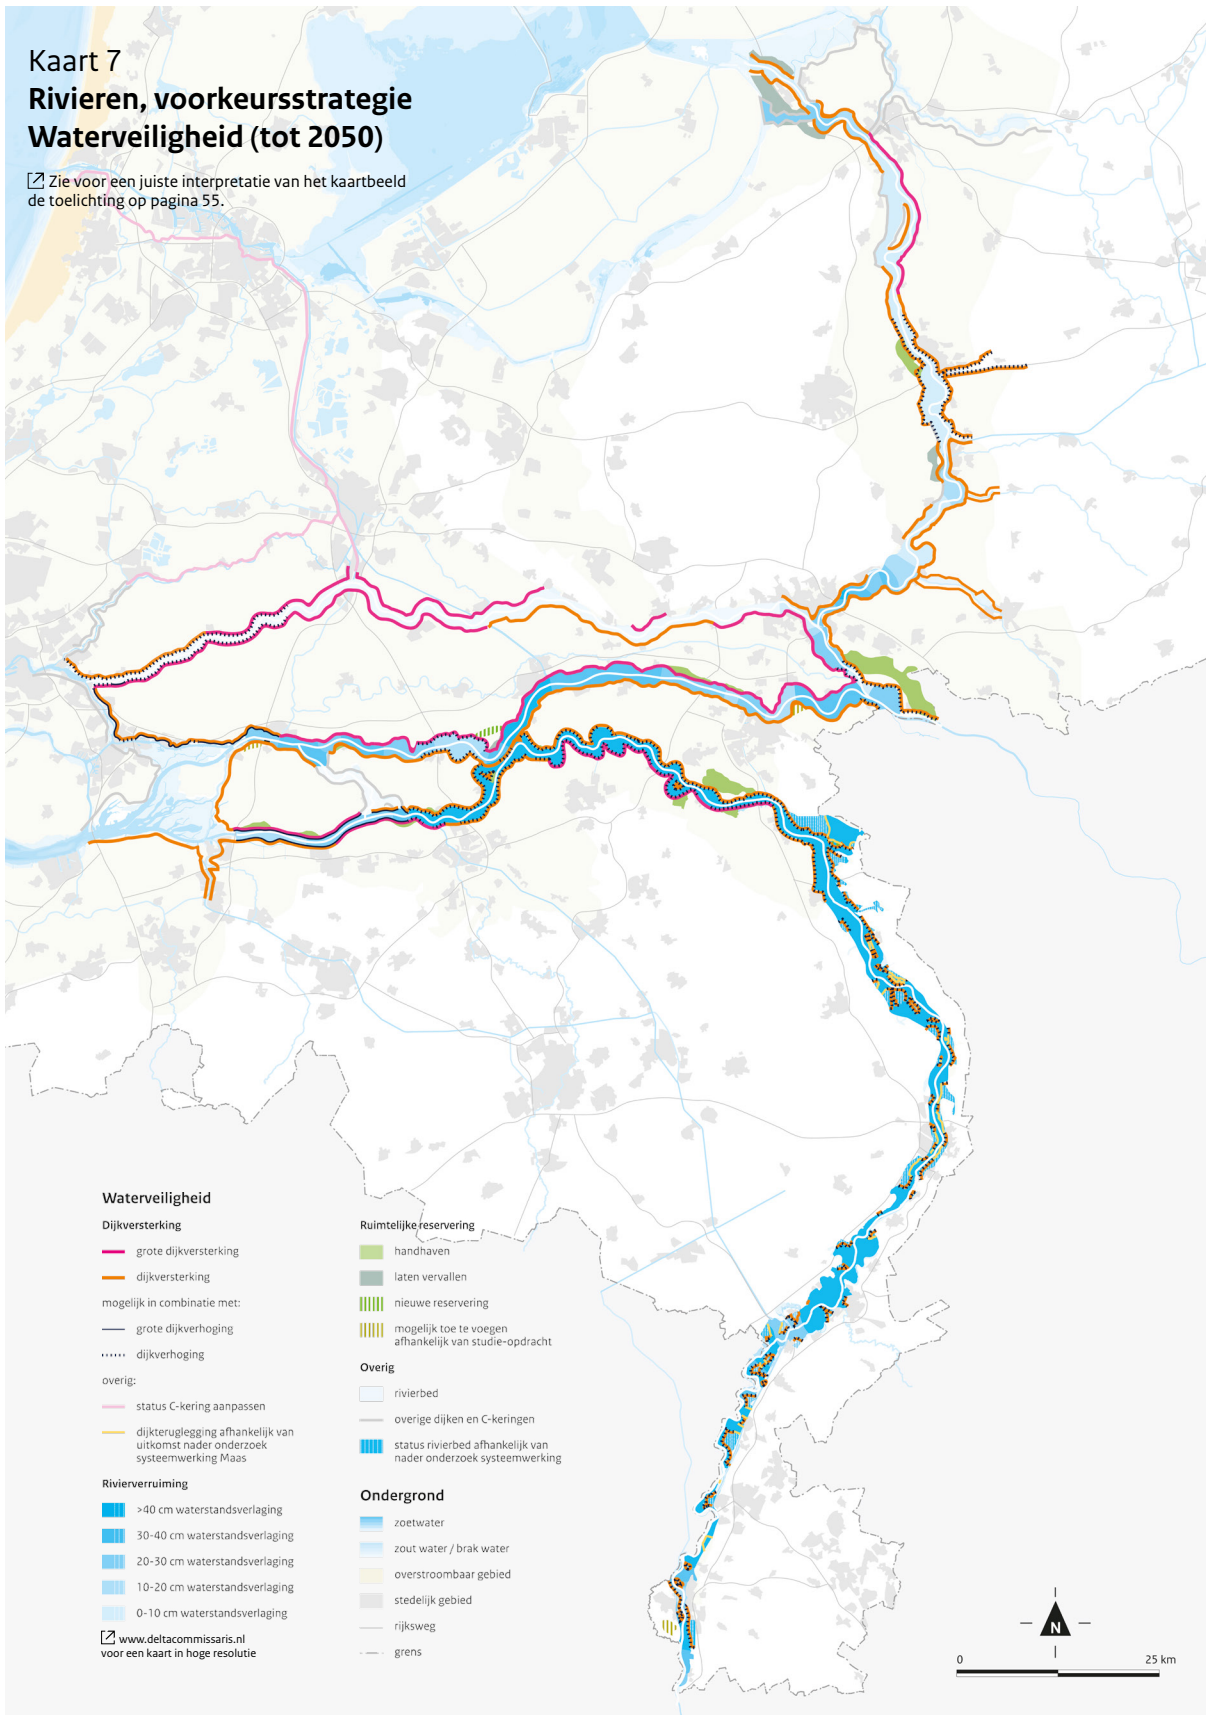 Kaart 7
Rivieren, voorkeursstrategie
Waterveiligheid (tot 2050)
Zie voor een juiste interpretatie van het kaartbeeld
de toelichting op pagina 55.
Waterveiligheid
Dijkversterking
grote dijkversterking
dijkversterking
mogelijk in combinatie met:
grote dijkverhoging
dijkverhoging
overig:
status C-kering aanpassen
dijkteruglegging afhankelijk van
uitkomst nader onderzoek
systeemwerking Maas
Rivierverruiming
>40 cm waterstandsverlaging
30-40 cm waterstandsverlaging
20-30 cm waterstandsverlaging
10-20 cm waterstandsverlaging
0-10 cm waterstandsverlaging
www.deltacommissaris.nl
voor een kaart in hoge resolutie
Ruimtelijke reservering
handhaven
laten vervallen
nieuwe reservering
mogelijk toe te voegen
afhankelijk van studie-opdracht
Overig
rivierbed
overige dijken en C-keringen
status rivierbed afhankelijk van
nader onderzoek systeemwerking
Ondergrond
zoetwater
zout water / brak water
overstroombaar gebied
stedelijk gebied
rijksweg
grens
N
0 25 km